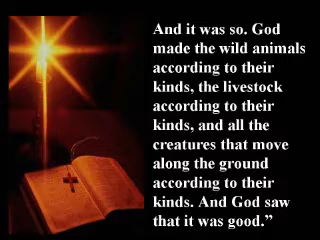 And it was so. God
made the wild animals
according to their
kinds, the livestock
according to their
kinds, and all the
creatures that move
along the ground
according to their
kinds. And God saw
that it was good.”